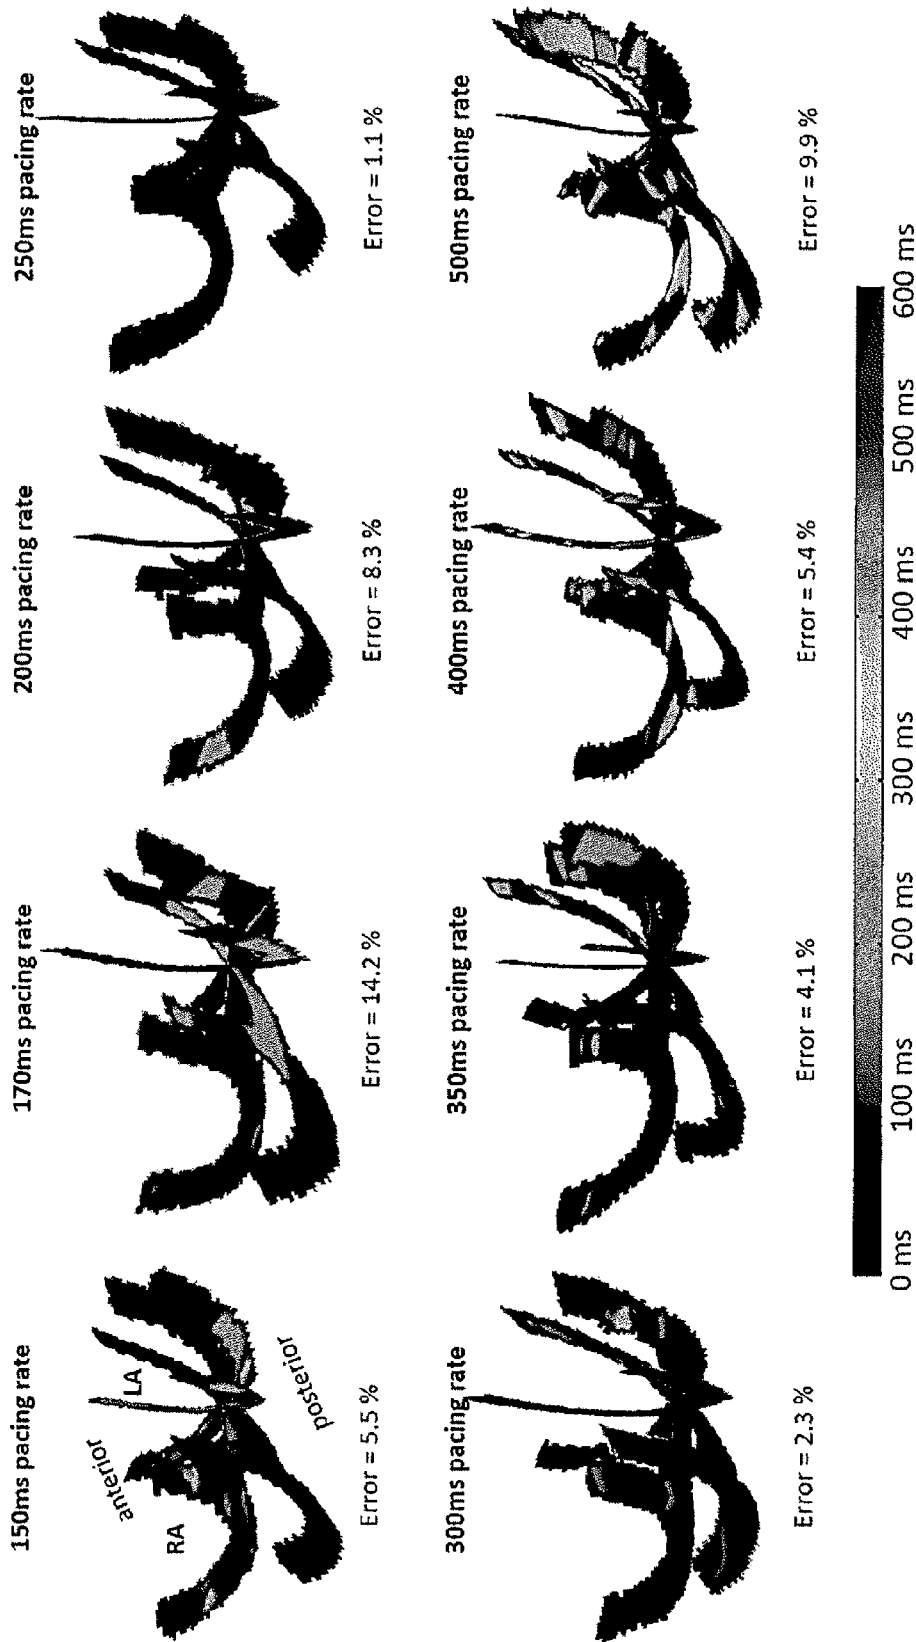 150ms pacing rate
170ms pacing rate
200ms pacing rate
250ms pacing rate
anterior
LA
RA
posterior
Error = 5.5 %
Error = 14.2 %
Error = 8.3 %
Error = 1.1 %
300ms pacing rate
350ms pacing rate
400ms pacing rate
500ms pacing rate
Error = 2.3 %
Error = 4.1 %
Error = 5.4 %
Error = 9.9 %
0 ms
100 ms
200 ms
300 ms
400 ms
500 ms
600 ms